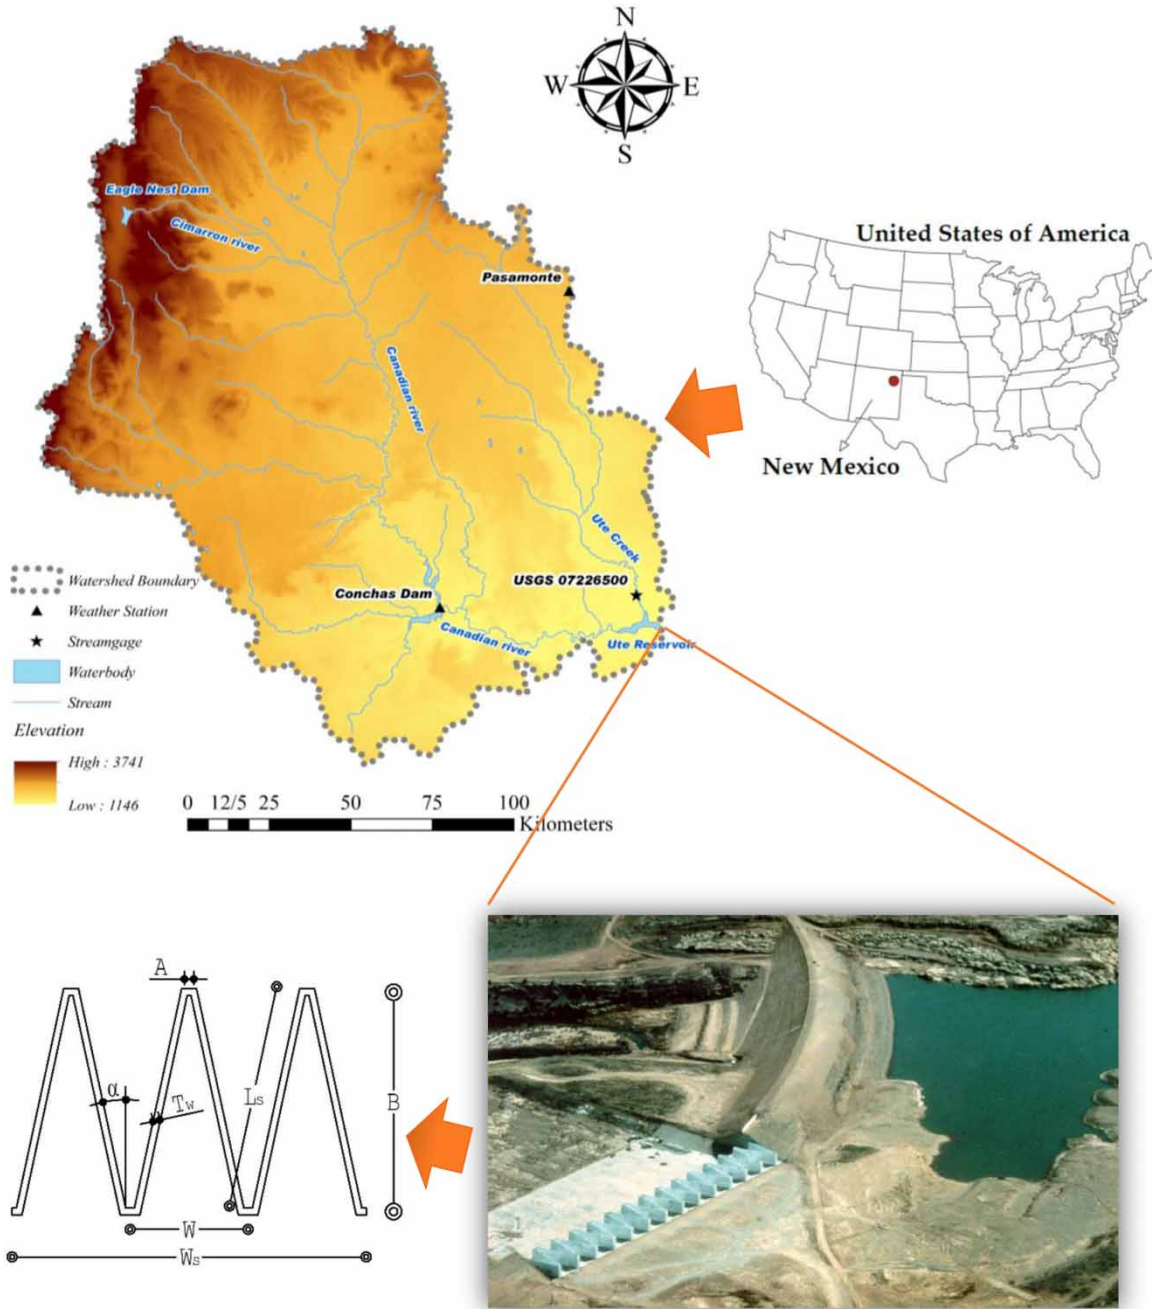 N
W E
S
Eagle Nest Dam
Cimarron river
United States of America
Pasamonte
Canadian river
New Mexico
Ute Creek
USGS 07226500
Conchas Dam
Canadian river
Ute Reservoir
Watershed Boundary
Weather Station
Streamgage
Waterbody
Stream
Elevation
High : 3741
Low : 1146
0 12/5 25 50 75 100
Kilometers
A
α
Tw
Ls
B
W
Ws